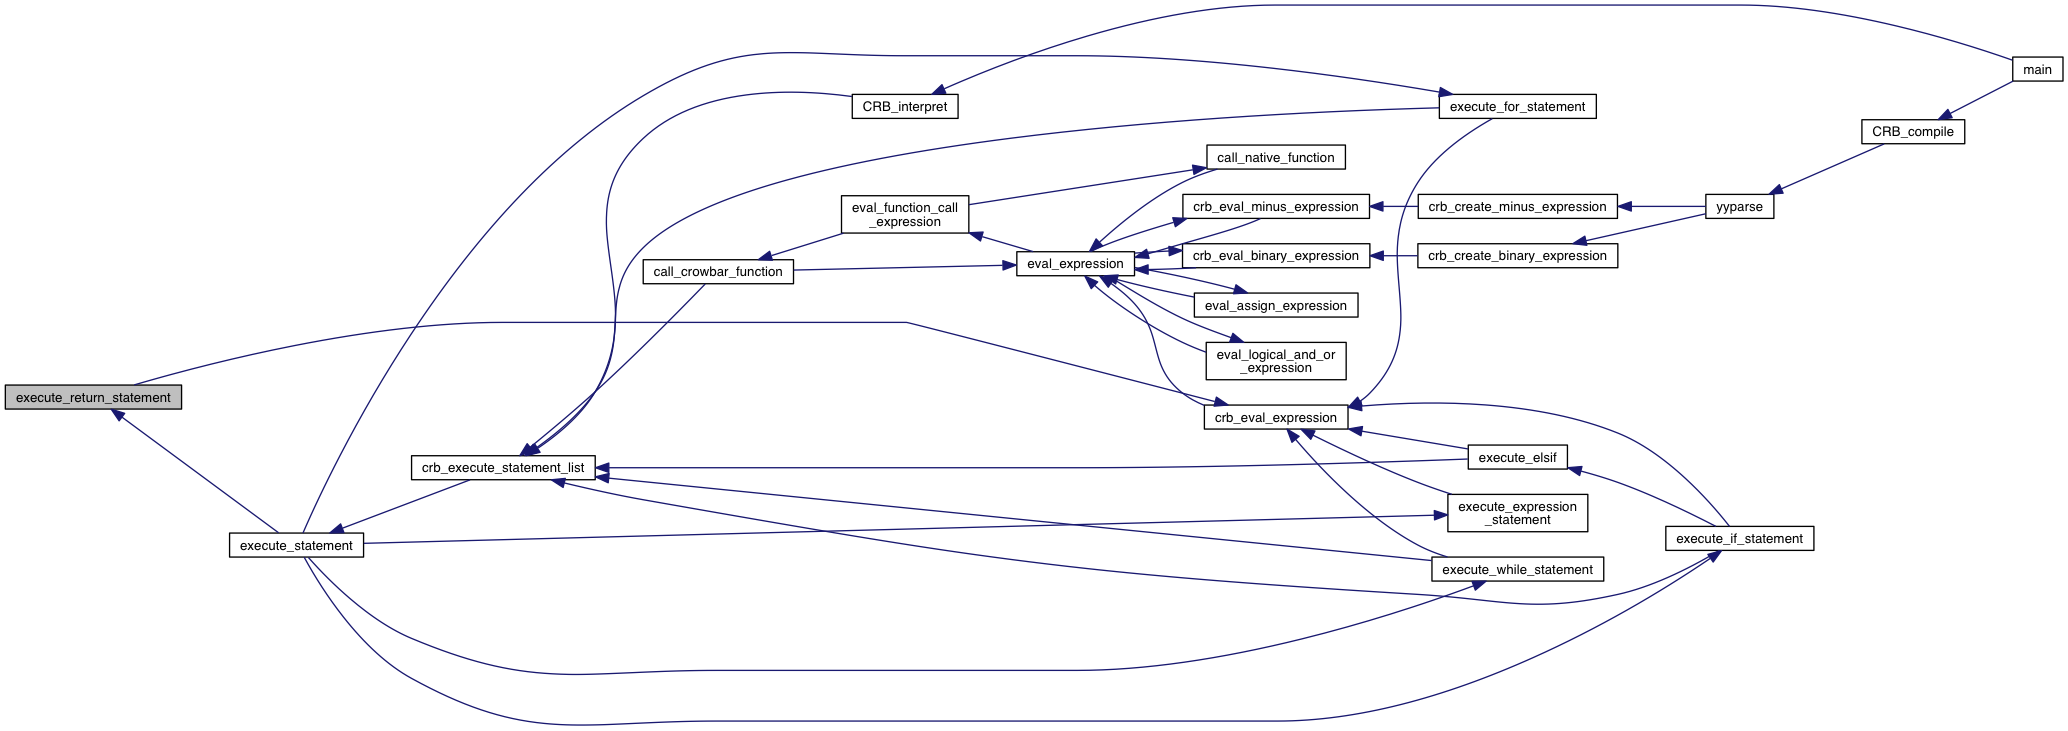 main
CRB_interpret
execute_for_statement
CRB_compile
call_native_function
eval_function_call
_expression
crb_eval_minus_expression
crb_create_minus_expression
yyparse
call_crowbar_function
eval_expression
crb_eval_binary_expression
crb_create_binary_expression
eval_assign_expression
eval_logical_and_or
_expression
execute_return_statement
crb_eval_expression
crb_execute_statement_list
execute_elsif
execute_expression
_statement
execute_statement
execute_if_statement
execute_while_statement